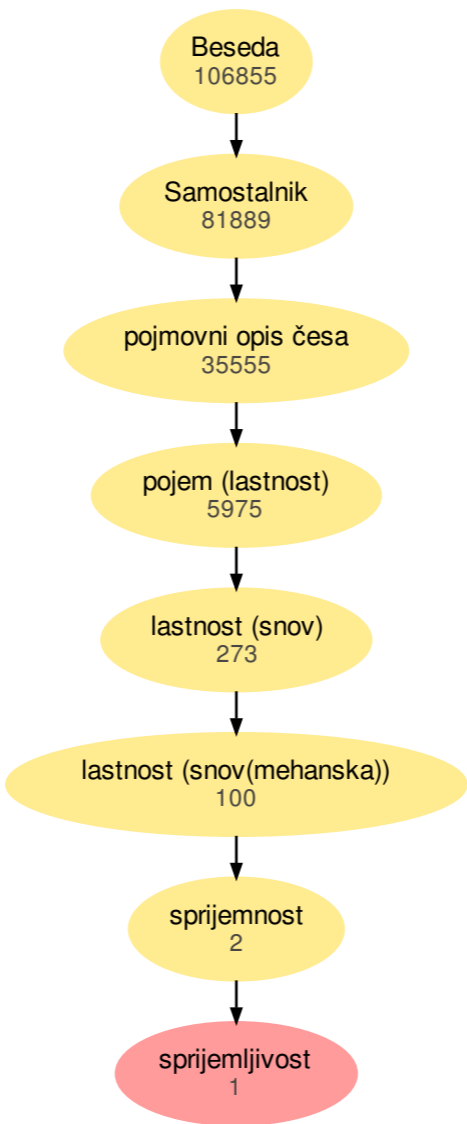 Beseda
106855
Samostalnik
81889
pojmovni opis česa
35555
pojem (lastnost)
5975
lastnost (snov)
273
lastnost (snov(mehanska))
100
sprijemnost
2
sprijemljivost
1